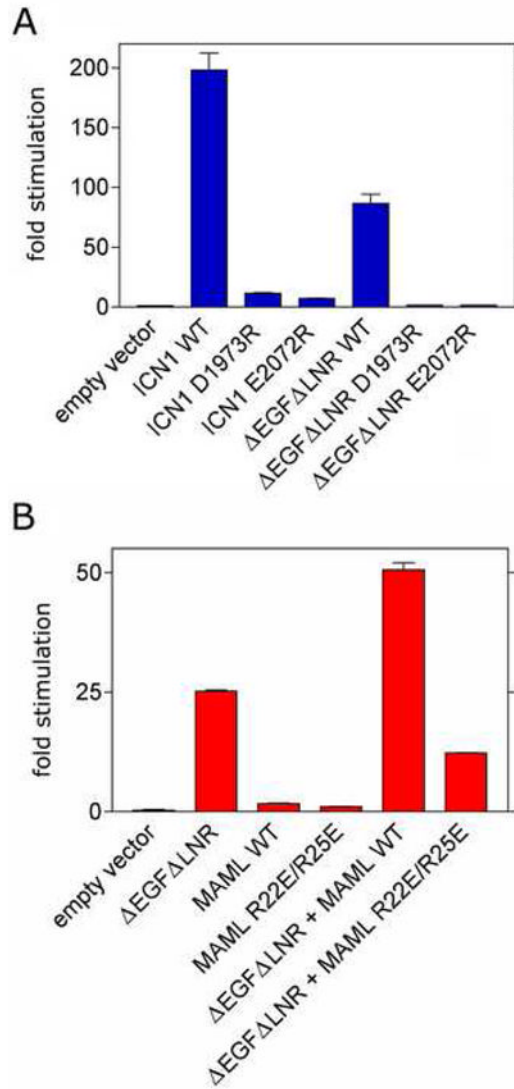 A
fold stimulation
200
150
100
50
0
empty vector
ICN1 WT
ICN1 D1973R
ICN1 E2072R
ΔEGFΔLNR WT
ΔEGFΔLNR D1973R
ΔEGFΔLNR E2072R
B
fold stimulation
50
25
0
empty vector
ΔEGFΔLNR
MAML WT
MAML R22E/R25E
ΔEGFΔLNR + MAML WT
ΔEGFΔLNR + MAML R22E/R25E